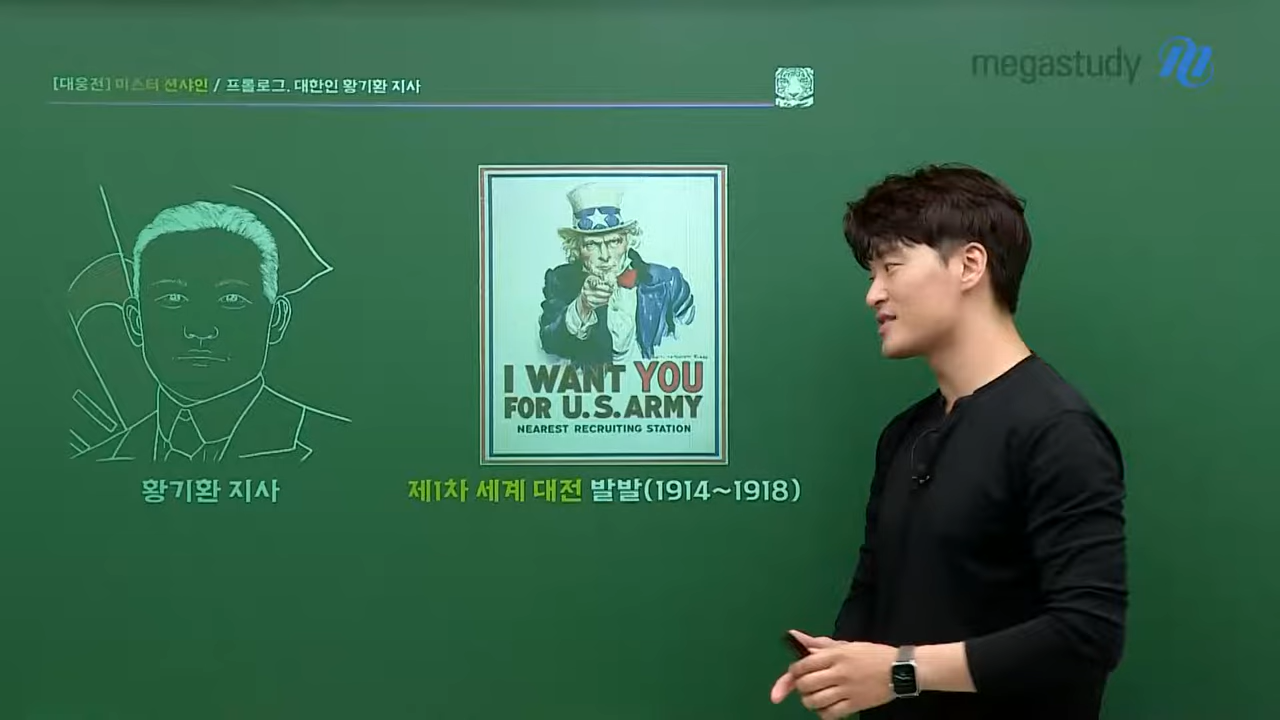 [대웅전] 미스터 션샤인 / 프롤로그. 대한인 황기환 지사
megastudy
I WANT YOU
FOR U.S. ARMY
NEAREST RECRUITING STATION
황기환 지사
제1차 세계 대전 발발(1914~1918)